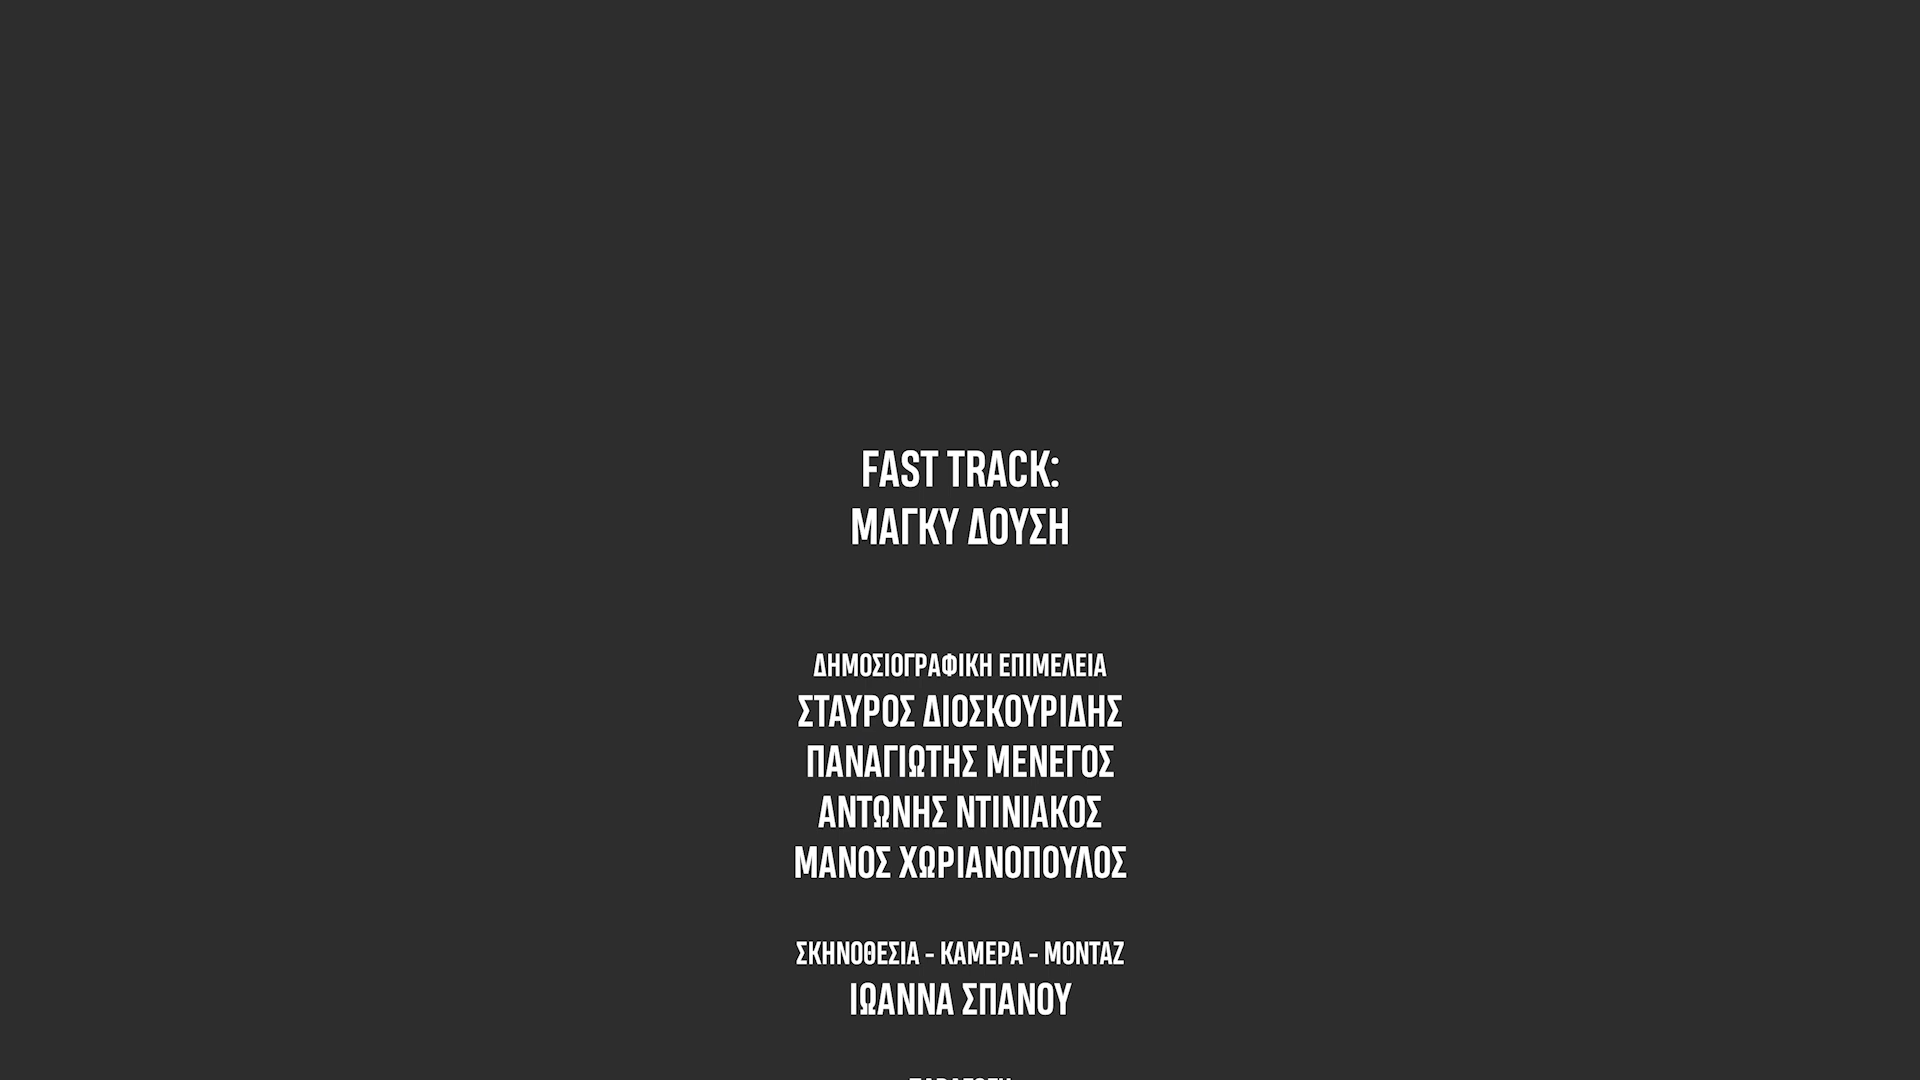 FAST TRACK:
ΜΑΓΚΥ ΔΟΥΣΗ
ΔΗΜΟΣΙΟΓΡΑΦΙΚΗ ΕΠΙΜΕΛΕΙΑ
ΣΤΑΥΡΟΣ ΔΙΟΣΚΟΥΡΙΔΗΣ
ΠΑΝΑΓΙΩΤΗΣ ΜΕΝΕΓΟΣ
ΑΝΤΩΝΗΣ ΝΤΙΝΙΑΚΟΣ
ΜΑΝΟΣ ΧΩΡΙΑΝΟΠΟΥΛΟΣ
ΣΚΗΝΟΘΕΣΙΑ - ΚΑΜΕΡΑ - ΜΟΝΤΑΖ
ΙΩΑΝΝΑ ΣΠΑΝΟΥ